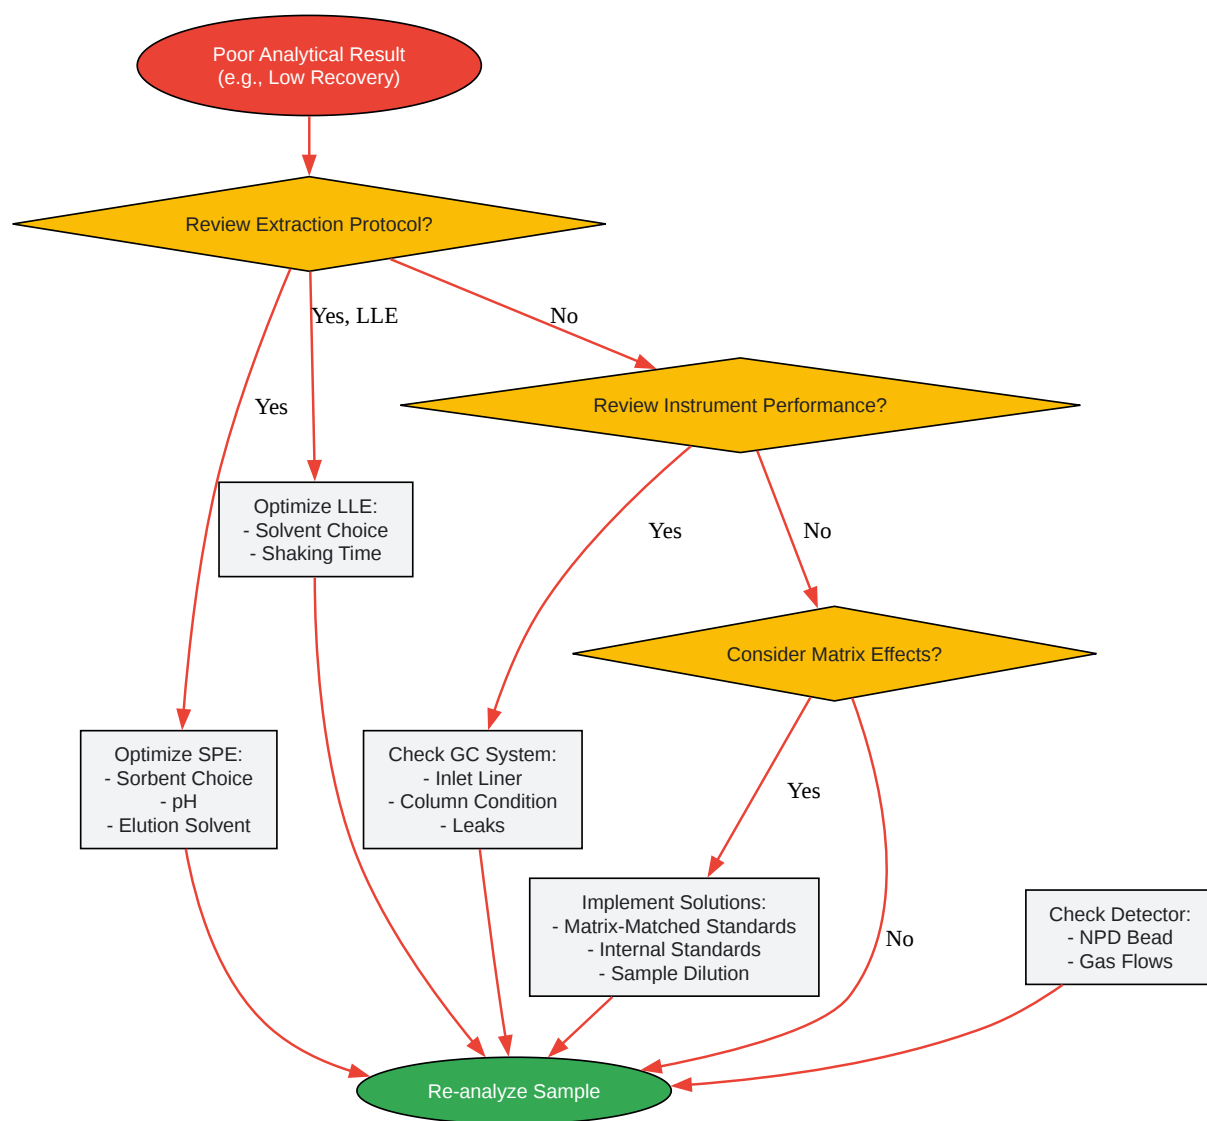 Poor Analytical Result
(e.g., Low Recovery)
Review Extraction Protocol?
Yes, LLE
No
Yes
Review Instrument Performance?
Optimize LLE:
- Solvent Choice
- Shaking Time
Yes
No
Consider Matrix Effects?
Optimize SPE:
- Sorbent Choice
- pH
- Elution Solvent
Check GC System:
- Inlet Liner
- Column Condition
- Leaks
Yes
Implement Solutions:
- Matrix-Matched Standards
- Internal Standards
- Sample Dilution
No
Check Detector:
- NPD Bead
- Gas Flows
Re-analyze Sample